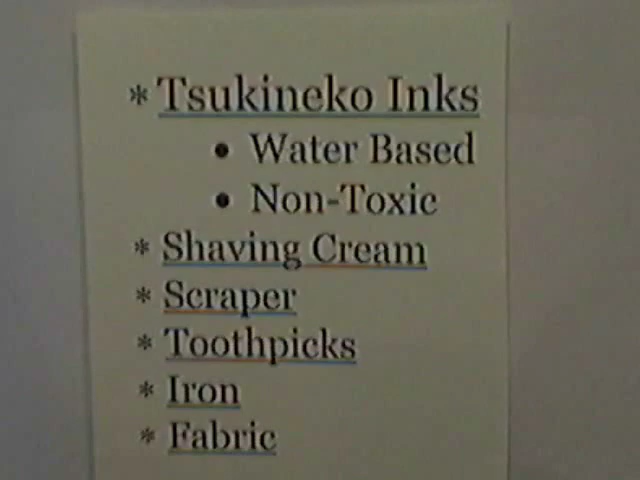 * Tsukineko Inks
• Water Based
• Non-Toxic
* Shaving Cream
* Scraper
* Toothpicks
* Iron
* Fabric